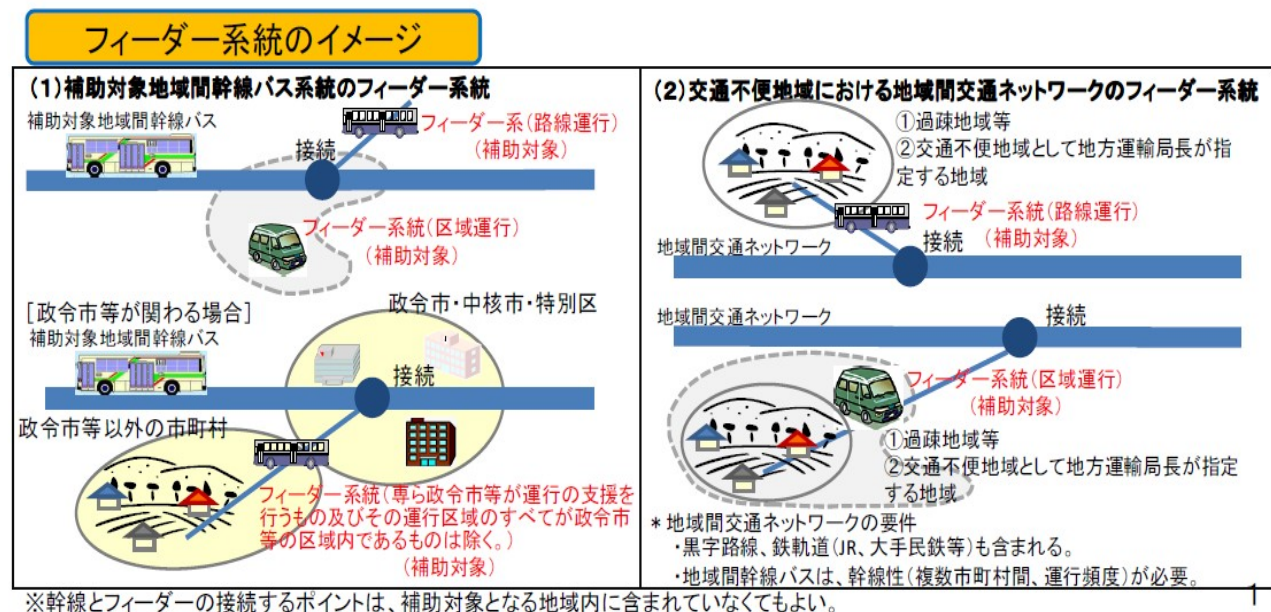 フィーダー系統のイメージ
(1)補助対象地域間幹線バス系統のフィーダー系統
補助対象地域間幹線バス
フィーダー系(路線運行)
(補助対象)
接続
フィーダー系統(区域運行)
(補助対象)
[政令市等が関わる場合]
補助対象地域間幹線バス
政令市・中核市・特別区
接続
政令市等以外の市町村
フィーダー系統(専ら政令市等が運行の支援を
行うもの及びその運行区域のすべてが政令市
等の区域内であるものは除く。)
(補助対象)
(2)交通不便地域における地域間交通ネットワークのフィーダー系統
①過疎地域等
②交通不便地域として地方運輸局長が指
定する地域
フィーダー系統(路線運行)
(補助対象)
接続
地域間交通ネットワーク
地域間交通ネットワーク
接続
フィーダー系統(区域運行)
(補助対象)
①過疎地域等
②交通不便地域として地方運輸局長が指定
する地域
*地域間交通ネットワークの要件
・黒字路線、鉄軌道(JR、大手民鉄等)も含まれる。
・地域間幹線バスは、幹線性(複数市町村間、運行頻度)が必要。
※幹線とフィーダーの接続するポイントは、補助対象となる地域内に含まれていなくてもよい。
1